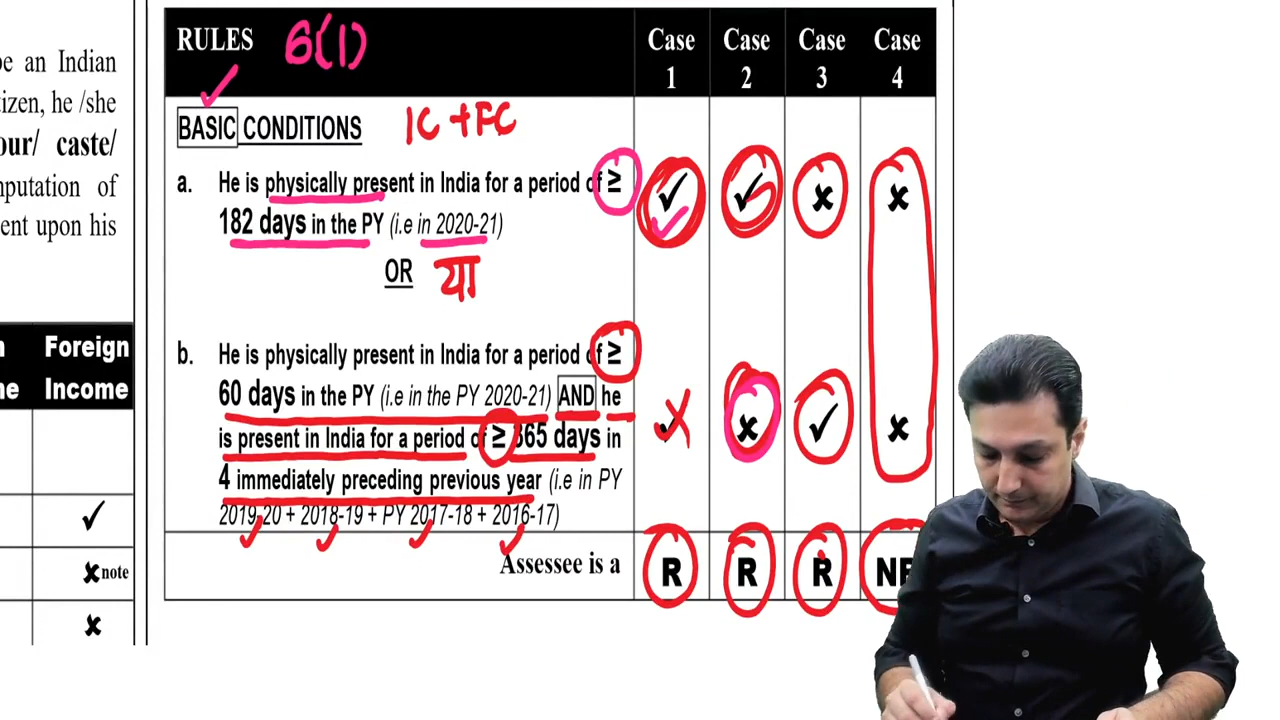 be an Indian
tizen, he /she
our/ caste/
mputation of
ent upon his
n Foreign
me Income
✓
✗ note
✗
RULES 6(1) Case 1 Case 2 Case 3 Case 4
✓
BASIC CONDITIONS IC + FC
a. He is physically present in India for a period of ≥ ✓ ✓ ✗ ✗
182 days in the PY (i.e in 2020-21)
OR या
b. He is physically present in India for a period of ≥
60 days in the PY (i.e in the PY 2020-21) AND he
is present in India for a period of ≥ 365 days in ✗ ✗ ✓ ✗
4 immediately preceding previous year (i.e in PY
2019-20 + 2018-19 + PY 2017-18 + 2016-17)
Assessee is a R R R